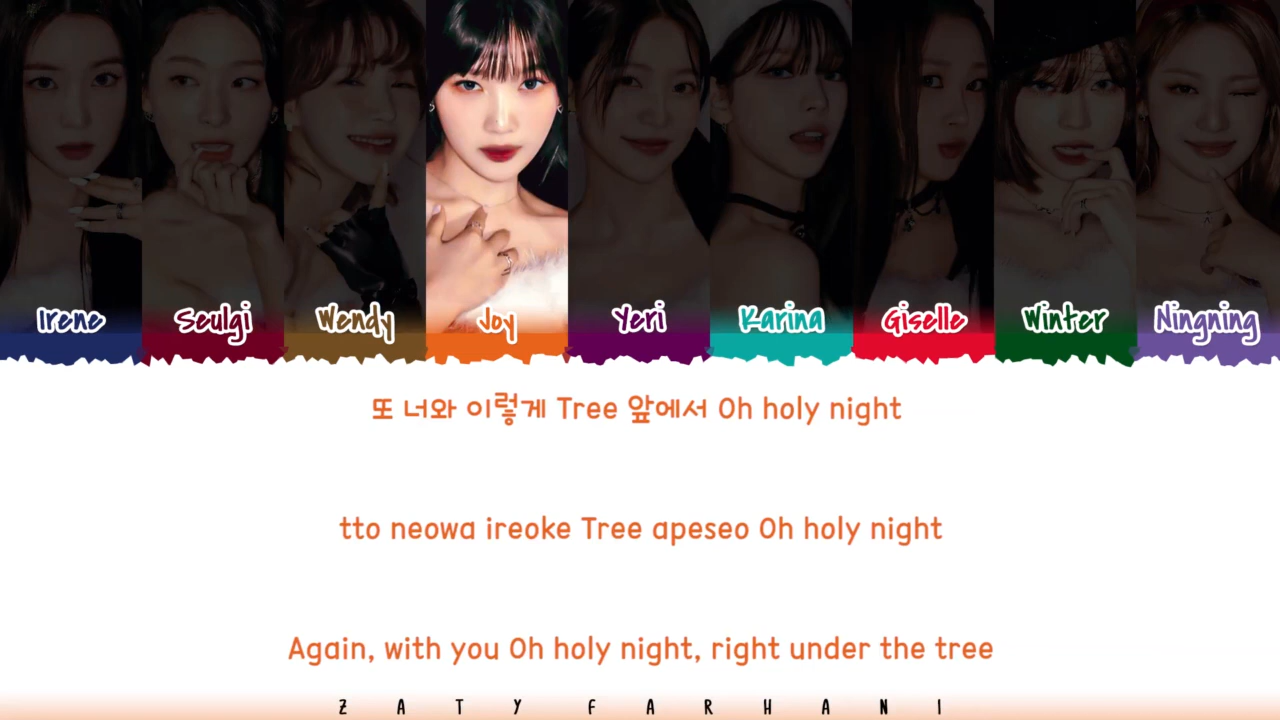 Irene Seulgi Wendy Joy Yeri Karina Giselle Winter Ningning
또 너와 이렇게 Tree 앞에서 Oh holy night
tto neowa ireoke Tree apeseo Oh holy night
Again, with you Oh holy night, right under the tree
ZATY FARHANI